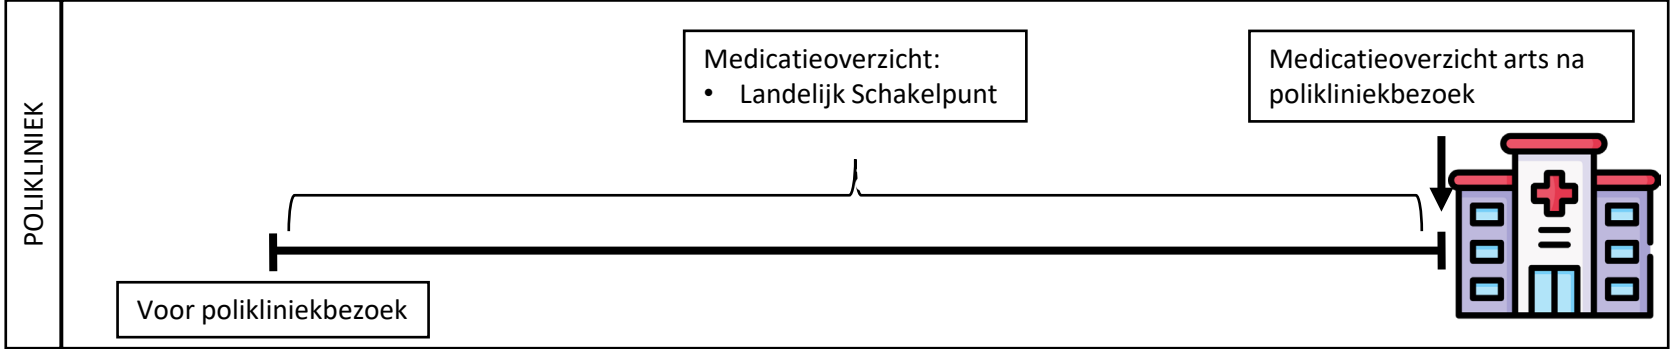 POLIKLINIEK
Medicatieoverzicht:
• Landelijk Schakelpunt
Medicatieoverzicht arts na
polikliniekbezoek
Voor polikliniekbezoek